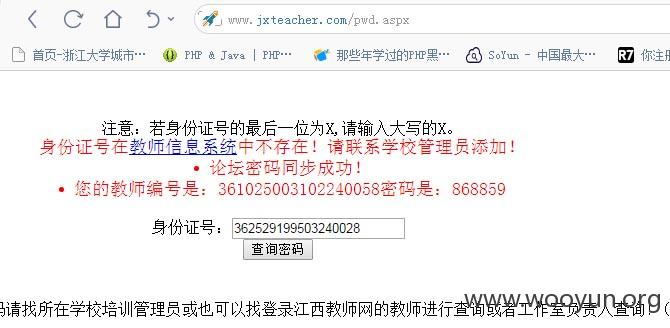 www.jxteacher.com/pwd.aspx
首页-浙江大学城市… PHP & Java | PHP… 那些年学过的PHP黑… SoYun - 中国最大… R7 你注册
注意：若身份证号的最后一位为X,请输入大写的X。
身份证号在教师信息系统中不存在！请联系学校管理员添加！
• 论坛密码同步成功！
• 您的教师编号是：361025003102240058密码是：868859
身份证号：362529199503240028
查询密码
码请找所在学校培训管理员或也可以找登录江西教师网的教师进行查询或者工作室负责人查询！（
www.wooyun.org